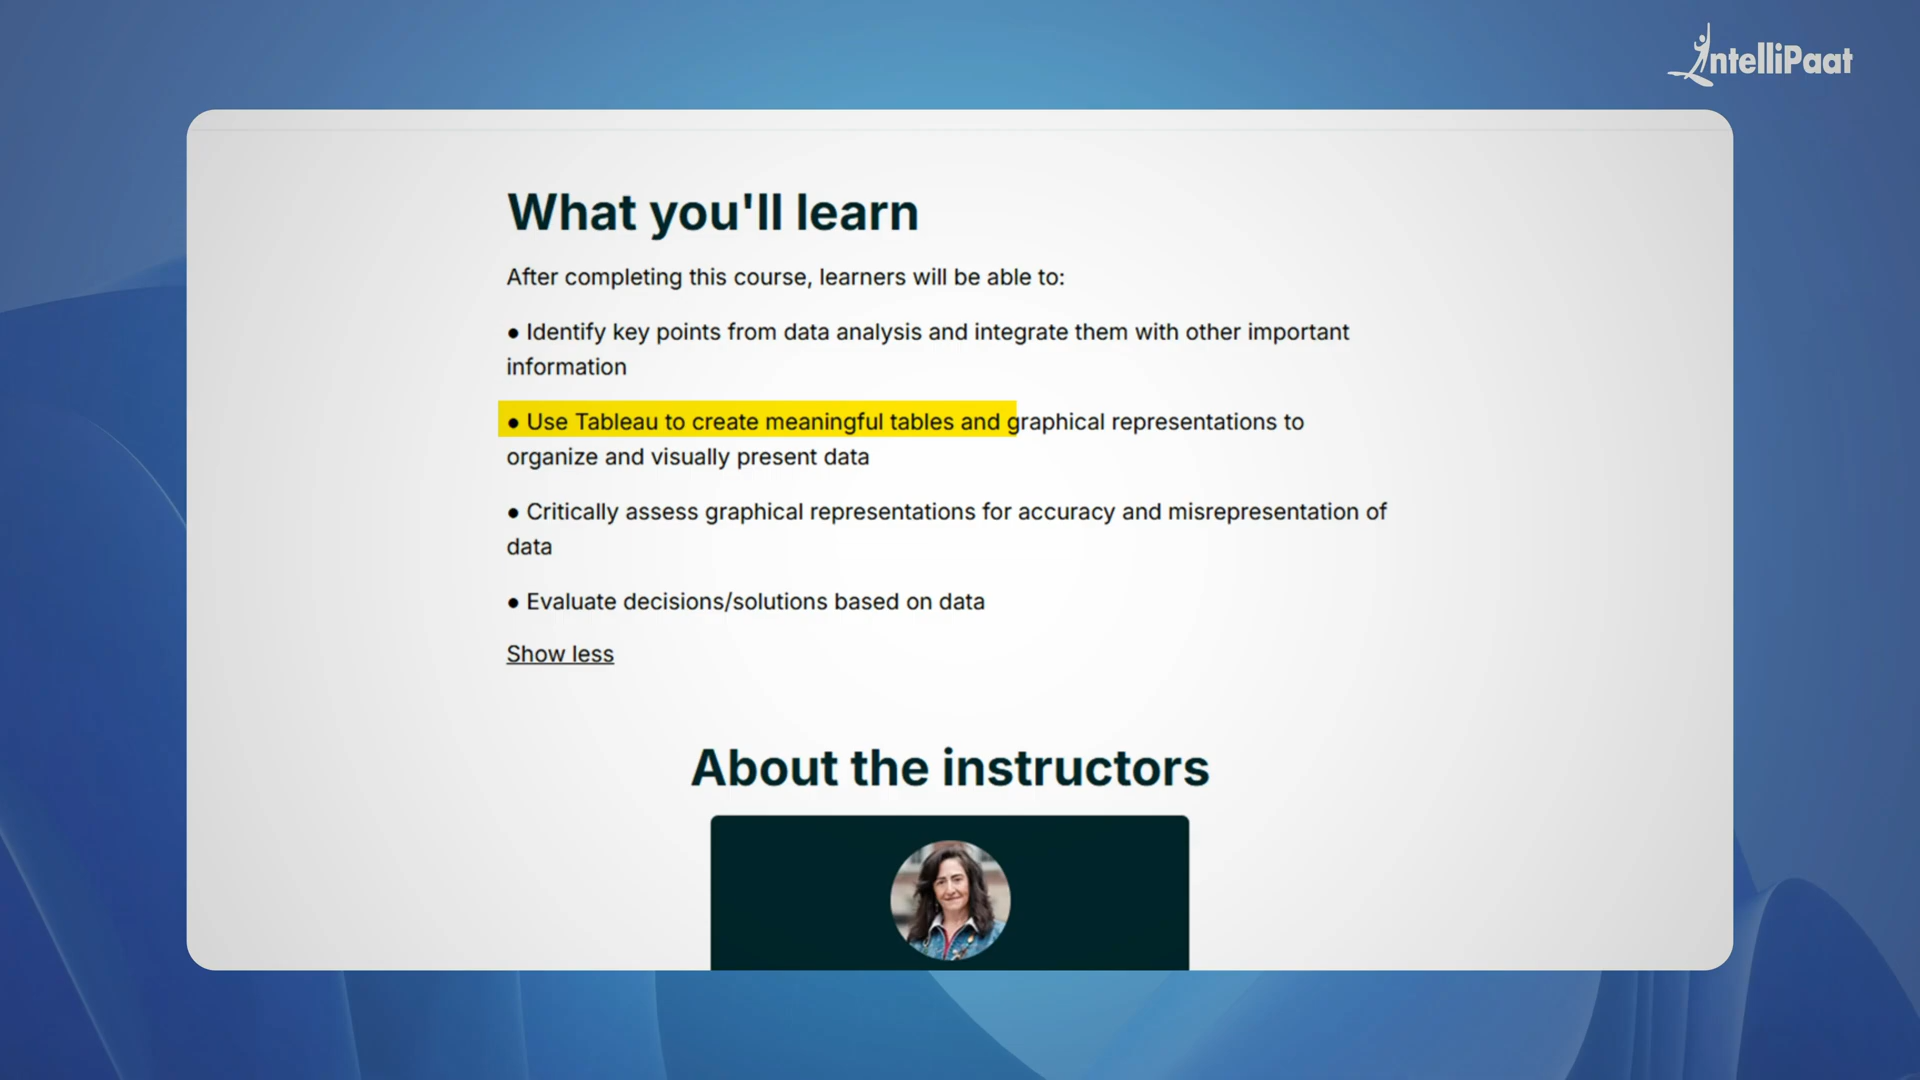 IntelliPaat
What you'll learn
After completing this course, learners will be able to:
● Identify key points from data analysis and integrate them with other important
information
● Use Tableau to create meaningful tables and graphical representations to
organize and visually present data
● Critically assess graphical representations for accuracy and misrepresentation of
data
● Evaluate decisions/solutions based on data
Show less
About the instructors